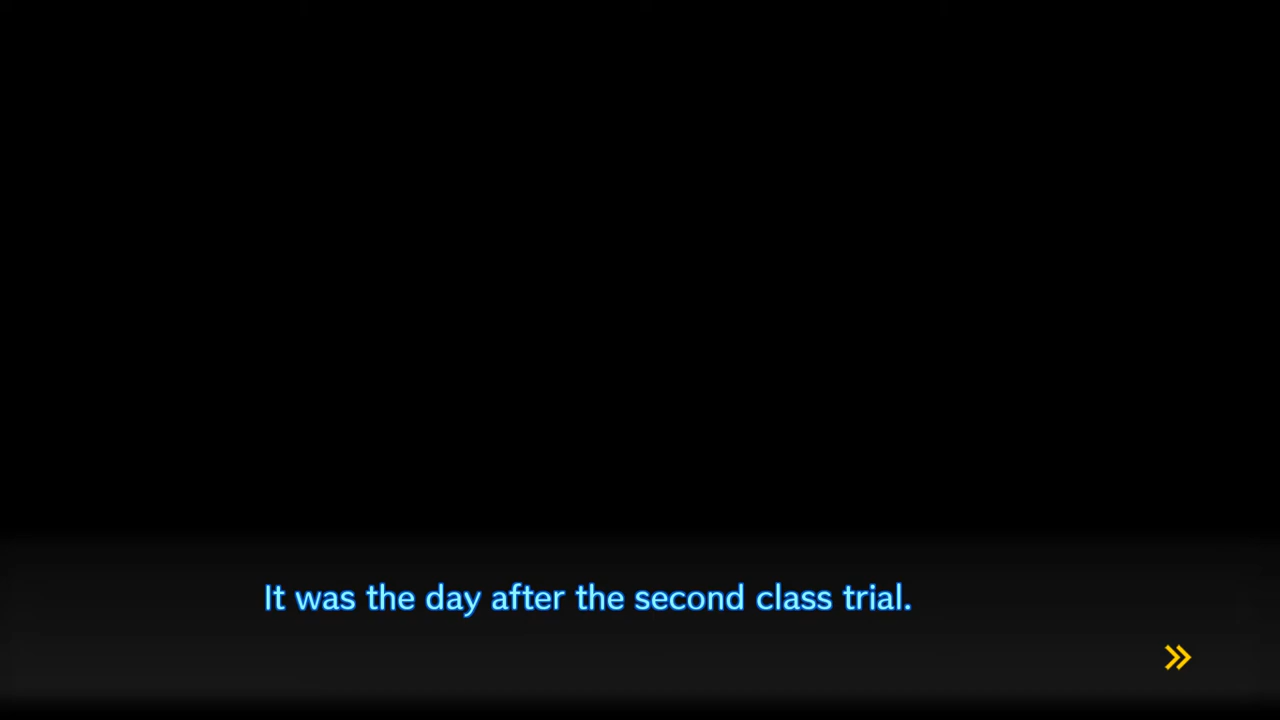 It was the day after the second class trial.